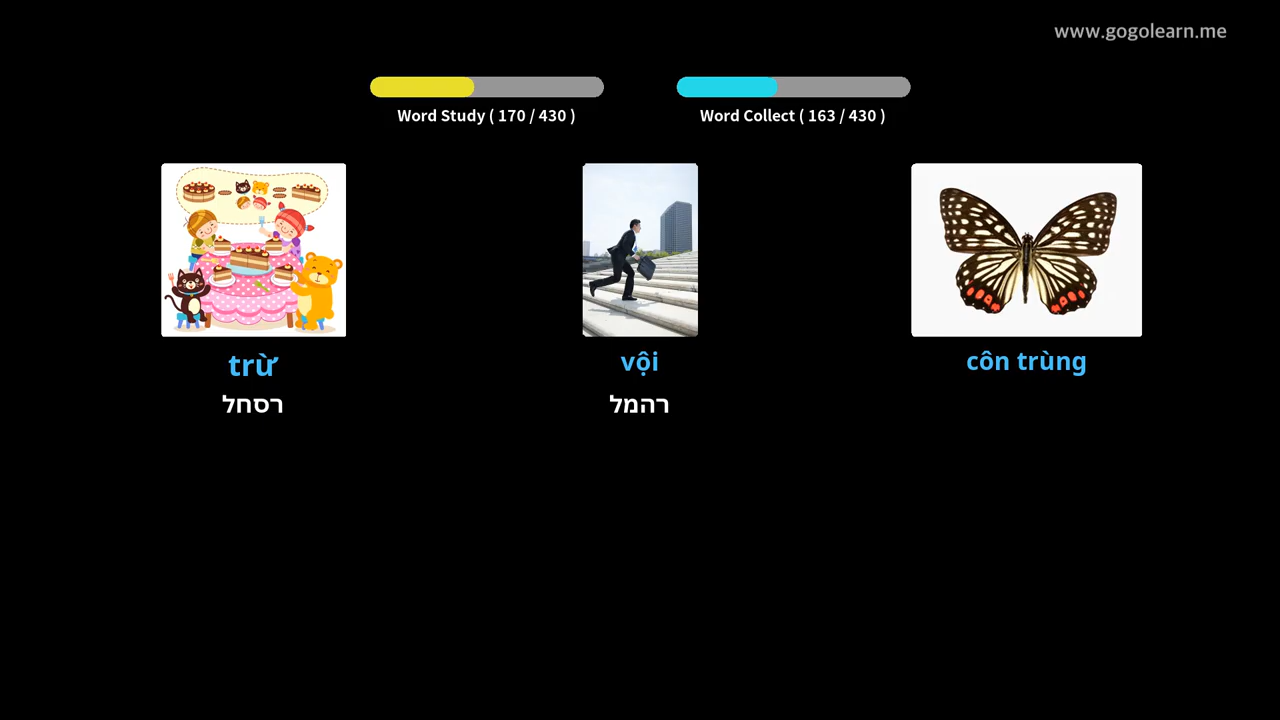 www.gogolearn.me
Word Study ( 170 / 430 )
Word Collect ( 163 / 430 )
trừ
רסחל
vội
רהמל
côn trùng